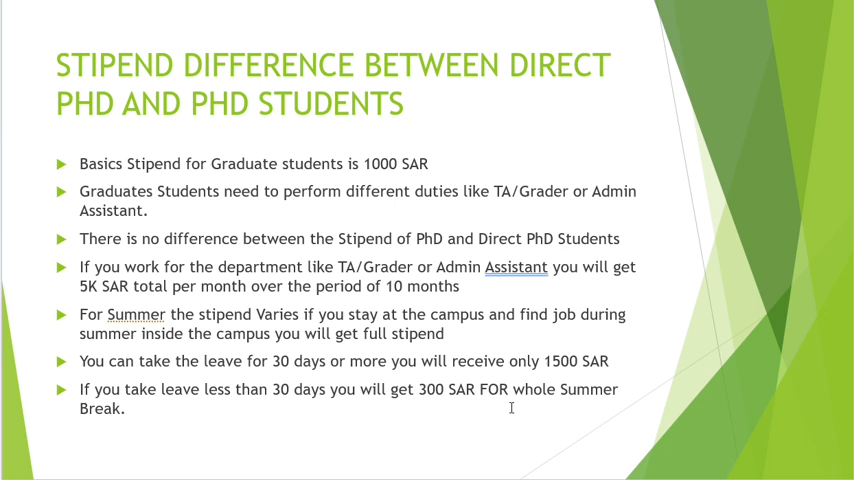 STIPEND DIFFERENCE BETWEEN DIRECT
PHD AND PHD STUDENTS
Basics Stipend for Graduate students is 1000 SAR
Graduates Students need to perform different duties like TA/Grader or Admin
Assistant.
There is no difference between the Stipend of PhD and Direct PhD Students
If you work for the department like TA/Grader or Admin Assistant you will get
5K SAR total per month over the period of 10 months
For Summer the stipend Varies if you stay at the campus and find job during
summer inside the campus you will get full stipend
You can take the leave for 30 days or more you will receive only 1500 SAR
If you take leave less than 30 days you will get 300 SAR FOR whole Summer
Break.